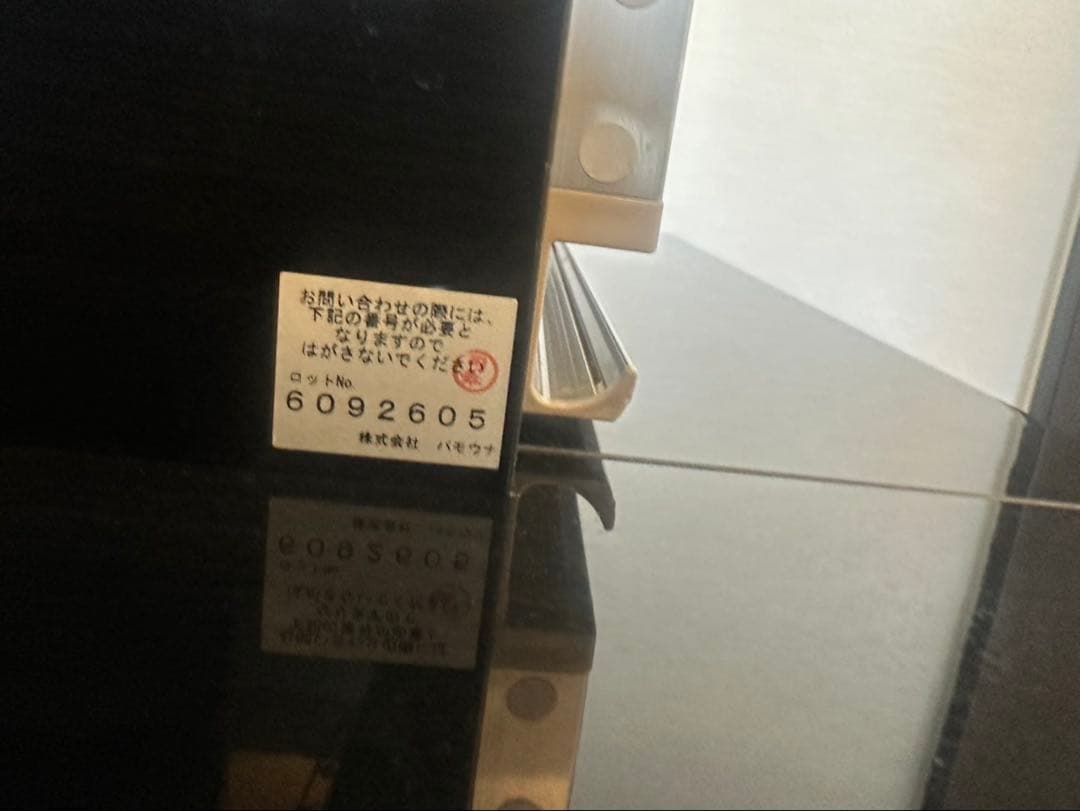 お問い合わせの際には、
下記の番号が必要と
なりますので
はがさないでください
ロットNo.
6092605
株式会社 パモウナ